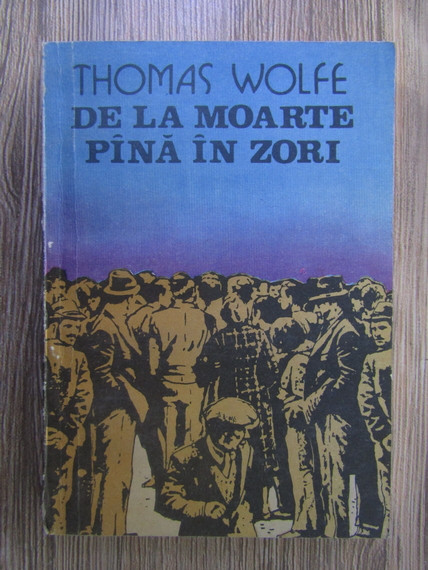 THOMAS WOLFE
DE LA MOARTE
PÎNĂ ÎN ZORI